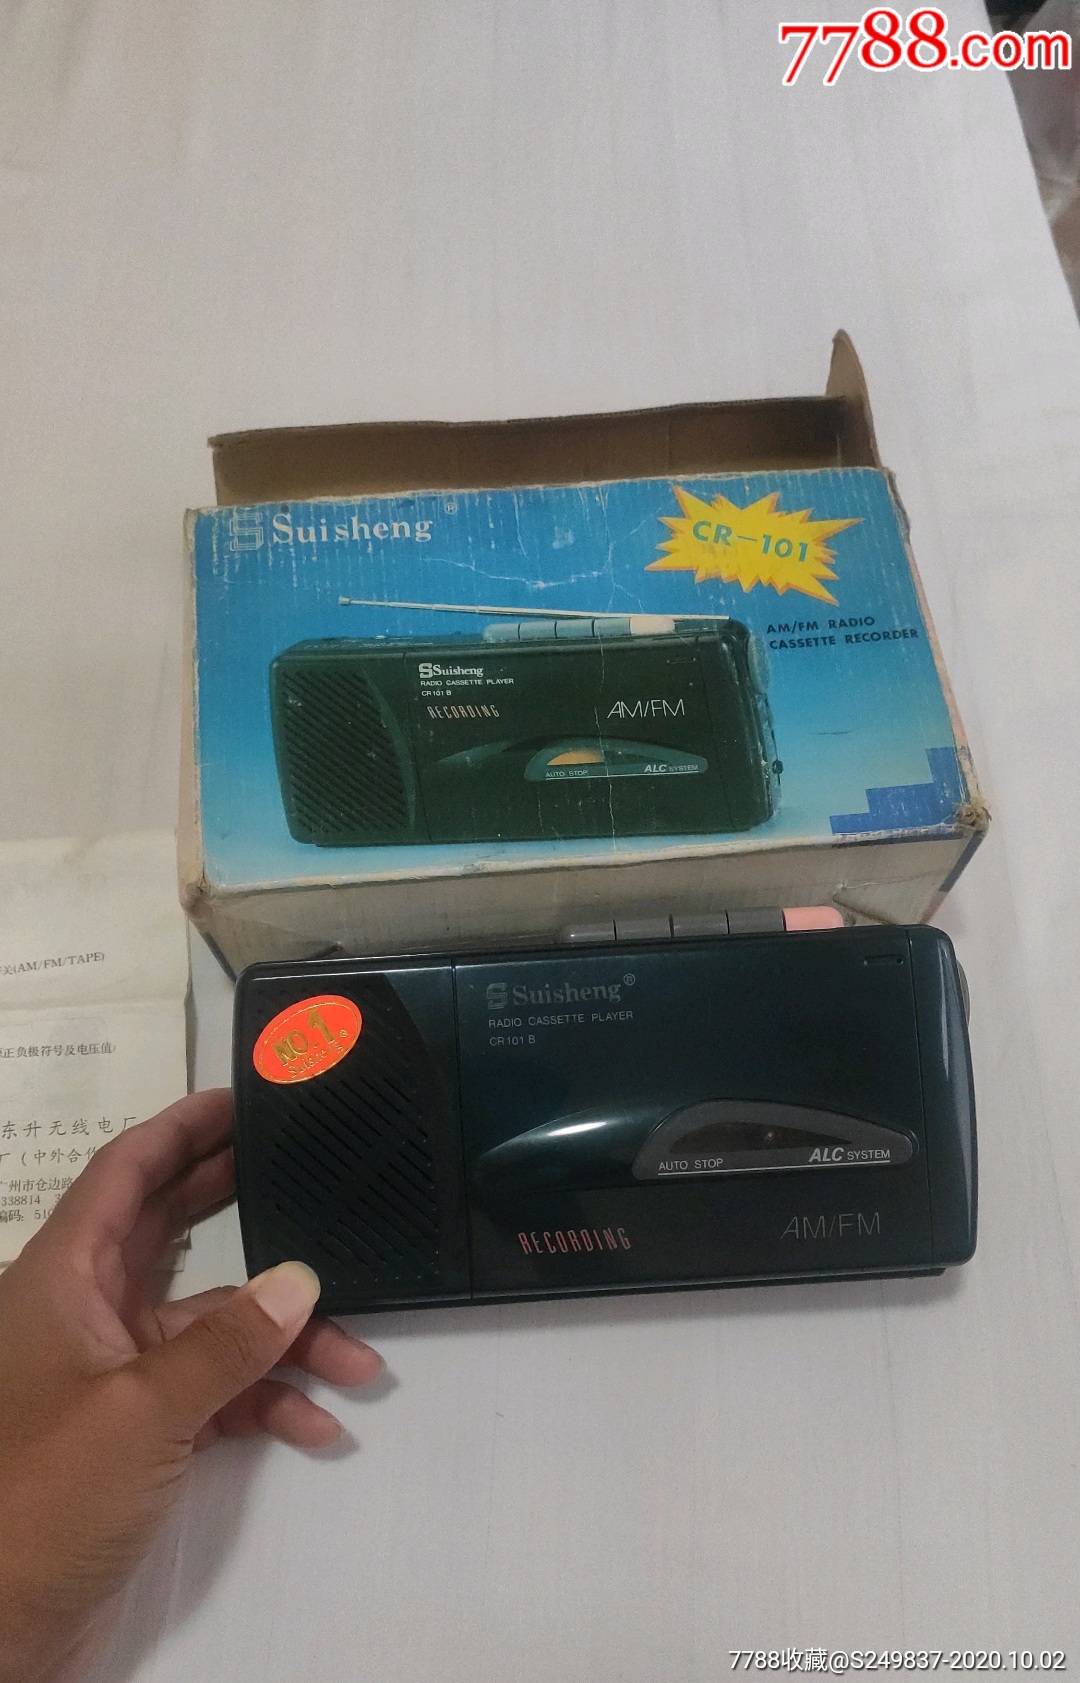 7788.com
Suisheng®
CR-101
AM/FM RADIO
CASSETTE RECORDER
Suisheng
RADIO CASSETTE PLAYER
CR101 B
RECORDING
AM/FM
AUTO STOP
ALC SYSTEM
关(AM/FM/TAPE)
正负极符号及电压值)
东升无线电厂
厂(中外合作
广州市仓边路
338814
编码: 510
NO.1
Suisheng®
RADIO CASSETTE PLAYER
CR101 B
AUTO STOP
ALC SYSTEM
RECORDING
AM/FM
7788收藏@S249837-2020.10.02